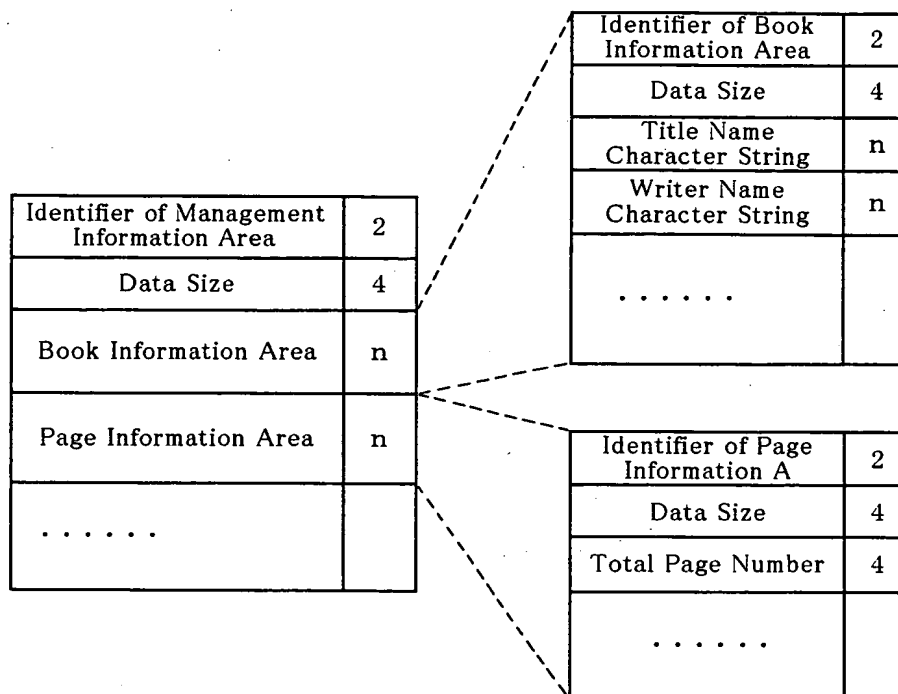 Identifier of Management
Information Area 2
Data Size 4
Book Information Area n
Page Information Area n
. . . . . .
Identifier of Book
Information Area 2
Data Size 4
Title Name
Character String n
Writer Name
Character String n
. . . . . .
Identifier of Page
Information A 2
Data Size 4
Total Page Number 4
. . . . . .